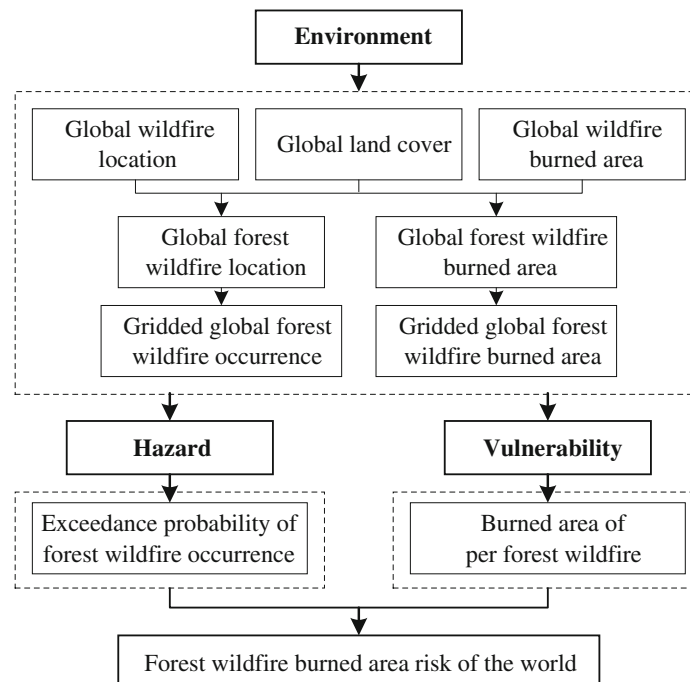 Environment
Global wildfire
location
Global land cover
Global wildfire
burned area
Global forest
wildfire location
Global forest wildfire
burned area
Gridded global forest
wildfire occurrence
Gridded global forest
wildfire burned area
Hazard
Vulnerability
Exceedance probability of
forest wildfire occurrence
Burned area of
per forest wildfire
Forest wildfire burned area risk of the world